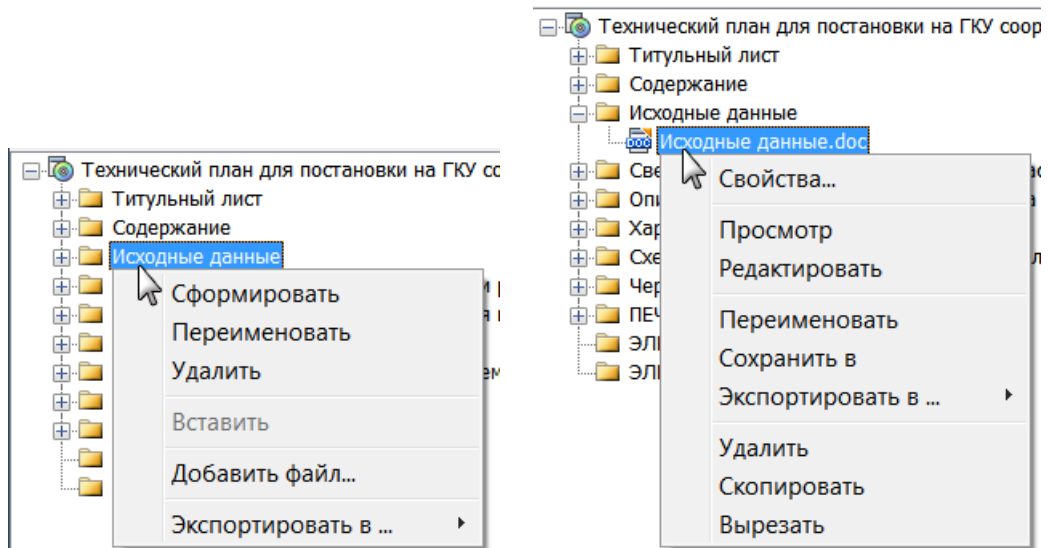 Технический план для постановки на ГКУ
Титульный лист
Содержание
Исходные данные
Сформировать
Переименовать
Удалить
Вставить
Добавить файл...
Экспортировать в ...
Технический план для постановки на ГКУ
Титульный лист
Содержание
Исходные данные
Исходные данные.doc
Свойства...
Просмотр
Редактировать
Переименовать
Сохранить в
Экспортировать в ...
Удалить
Скопировать
Вырезать